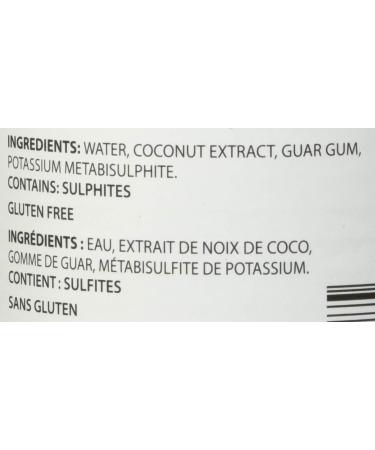 INGREDIENTS: WATER, COCONUT EXTRACT, GUAR GUM,
POTASSIUM METABISULPHITE.
CONTAINS: SULPHITES
GLUTEN FREE
INGRÉDIENTS : EAU, EXTRAIT DE NOIX DE COCO,
GOMME DE GUAR, MÉTABISULFITE DE POTASSIUM.
CONTIENT : SULFITES
SANS GLUTEN